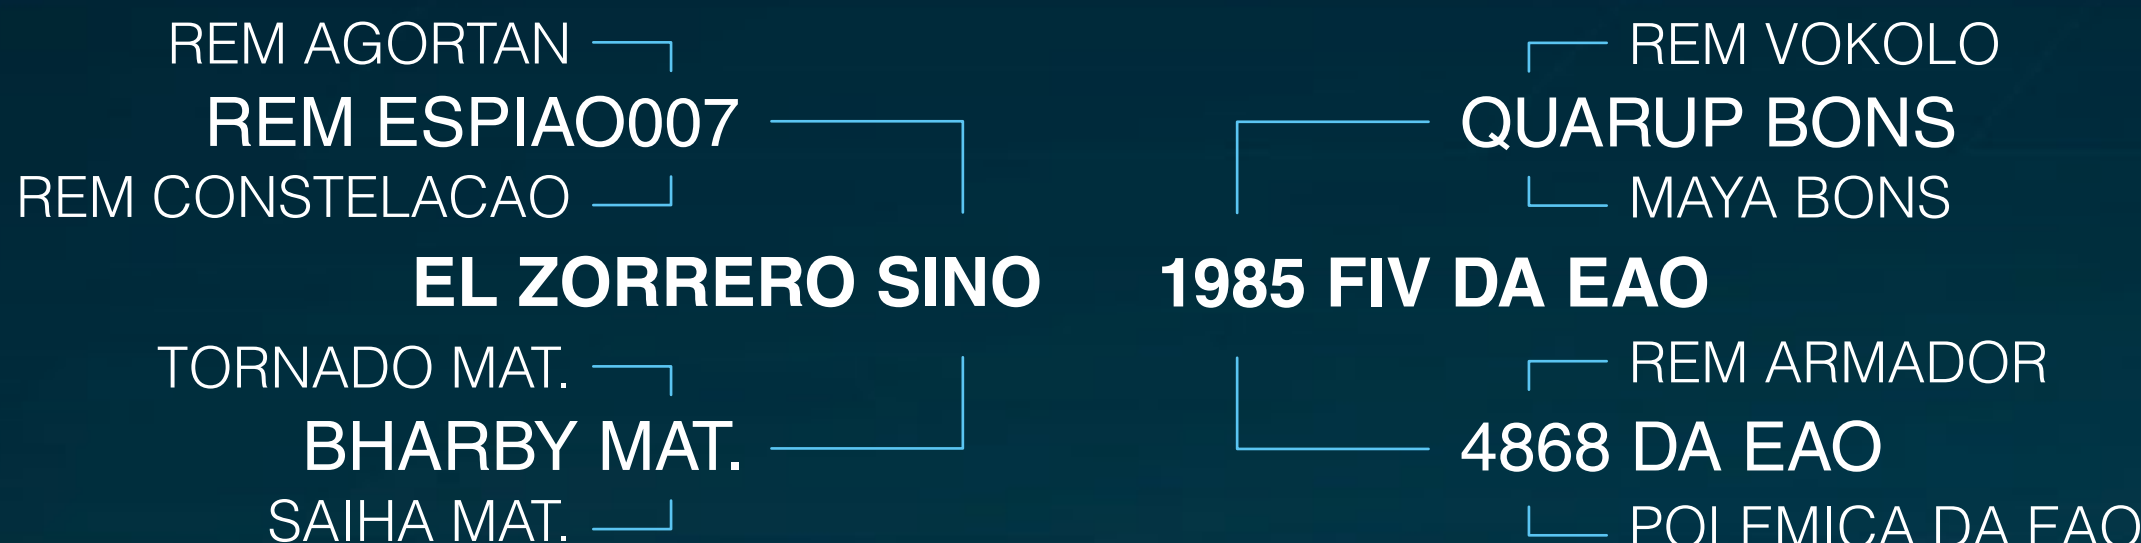 REM AGORTAN
REM ESPIAO007
REM CONSTELACAO
EL ZORRERO SINO
TORNADO MAT.
BHARBY MAT.
SAIHA MAT.
REM VOKOLO
QUARUP BONS
MAYA BONS
1985 FIV DA EAO
REM ARMADOR
4868 DA EAO
POLEMICA DA EAO